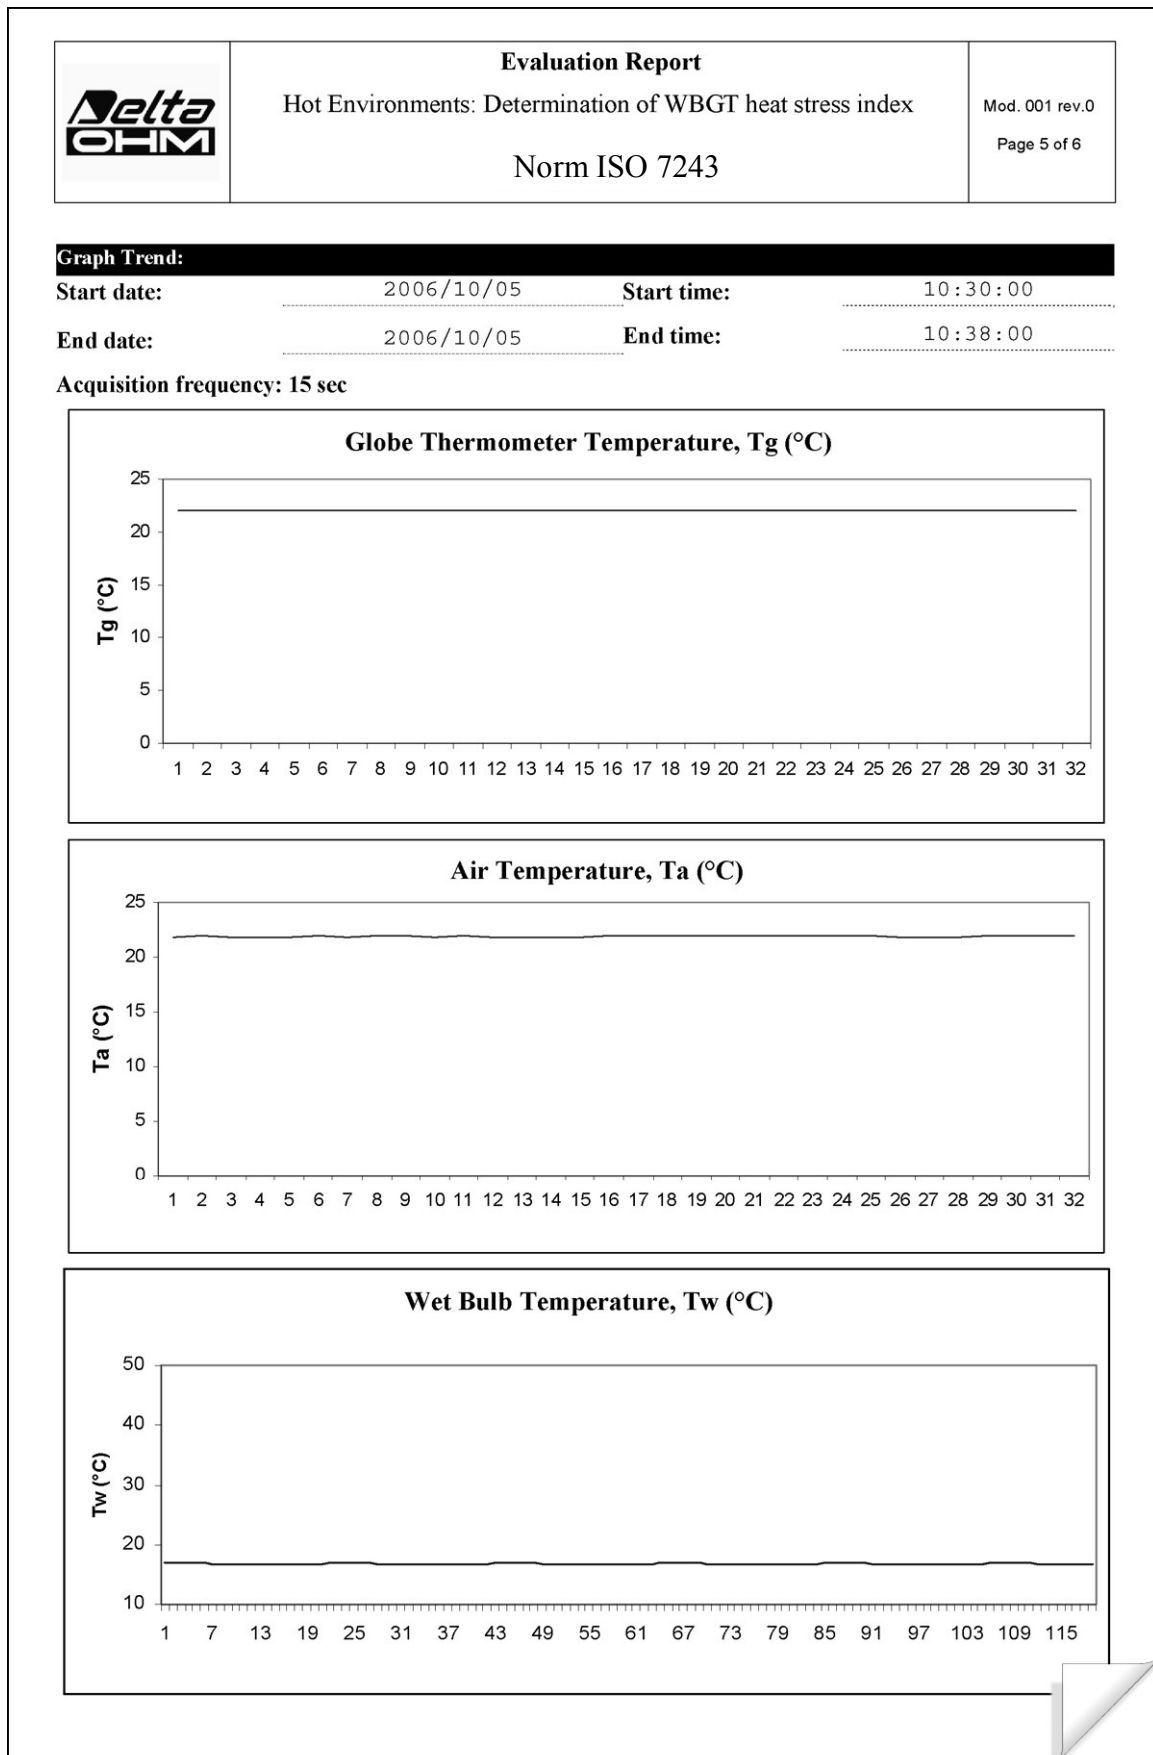 Delta
OHM
Evaluation Report
Hot Environments: Determination of WBGT heat stress index
Norm ISO 7243
Mod. 001 rev.0
Page 5 of 6
Graph Trend:
Start date: 2006/10/05 Start time: 10:30:00
End date: 2006/10/05 End time: 10:38:00
Acquisition frequency: 15 sec
Globe Thermometer Temperature, Tg (°C)
Tg (°C)
25
20
15
10
5
0
1 2 3 4 5 6 7 8 9 10 11 12 13 14 15 16 17 18 19 20 21 22 23 24 25 26 27 28 29 30 31 32
Air Temperature, Ta (°C)
Ta (°C)
25
20
15
10
5
0
1 2 3 4 5 6 7 8 9 10 11 12 13 14 15 16 17 18 19 20 21 22 23 24 25 26 27 28 29 30 31 32
Wet Bulb Temperature, Tw (°C)
Tw (°C)
50
40
30
20
10
1 7 13 19 25 31 37 43 49 55 61 67 73 79 85 91 97 103 109 115